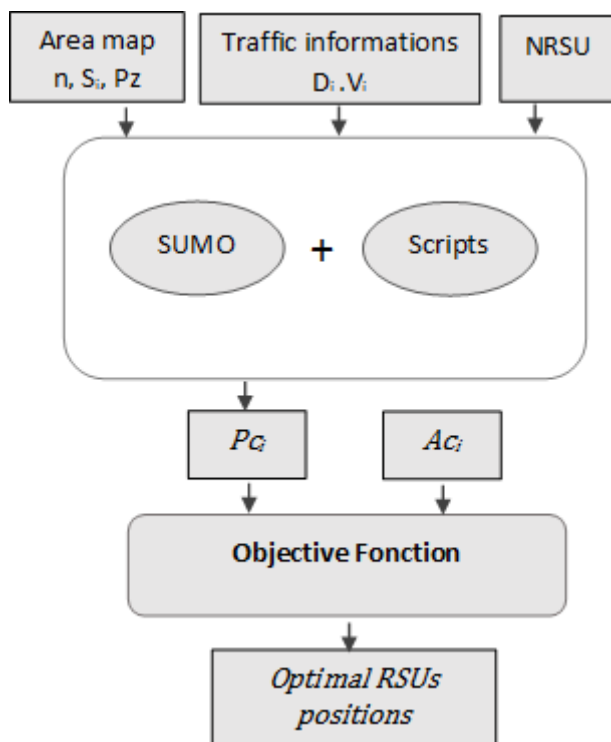 Area map
n, Sᵢ, Pz
Traffic informations
Dᵢ .Vᵢ
NRSU
SUMO
+
Scripts
Pcᵢ
Acᵢ
Objective Fonction
Optimal RSUs
positions